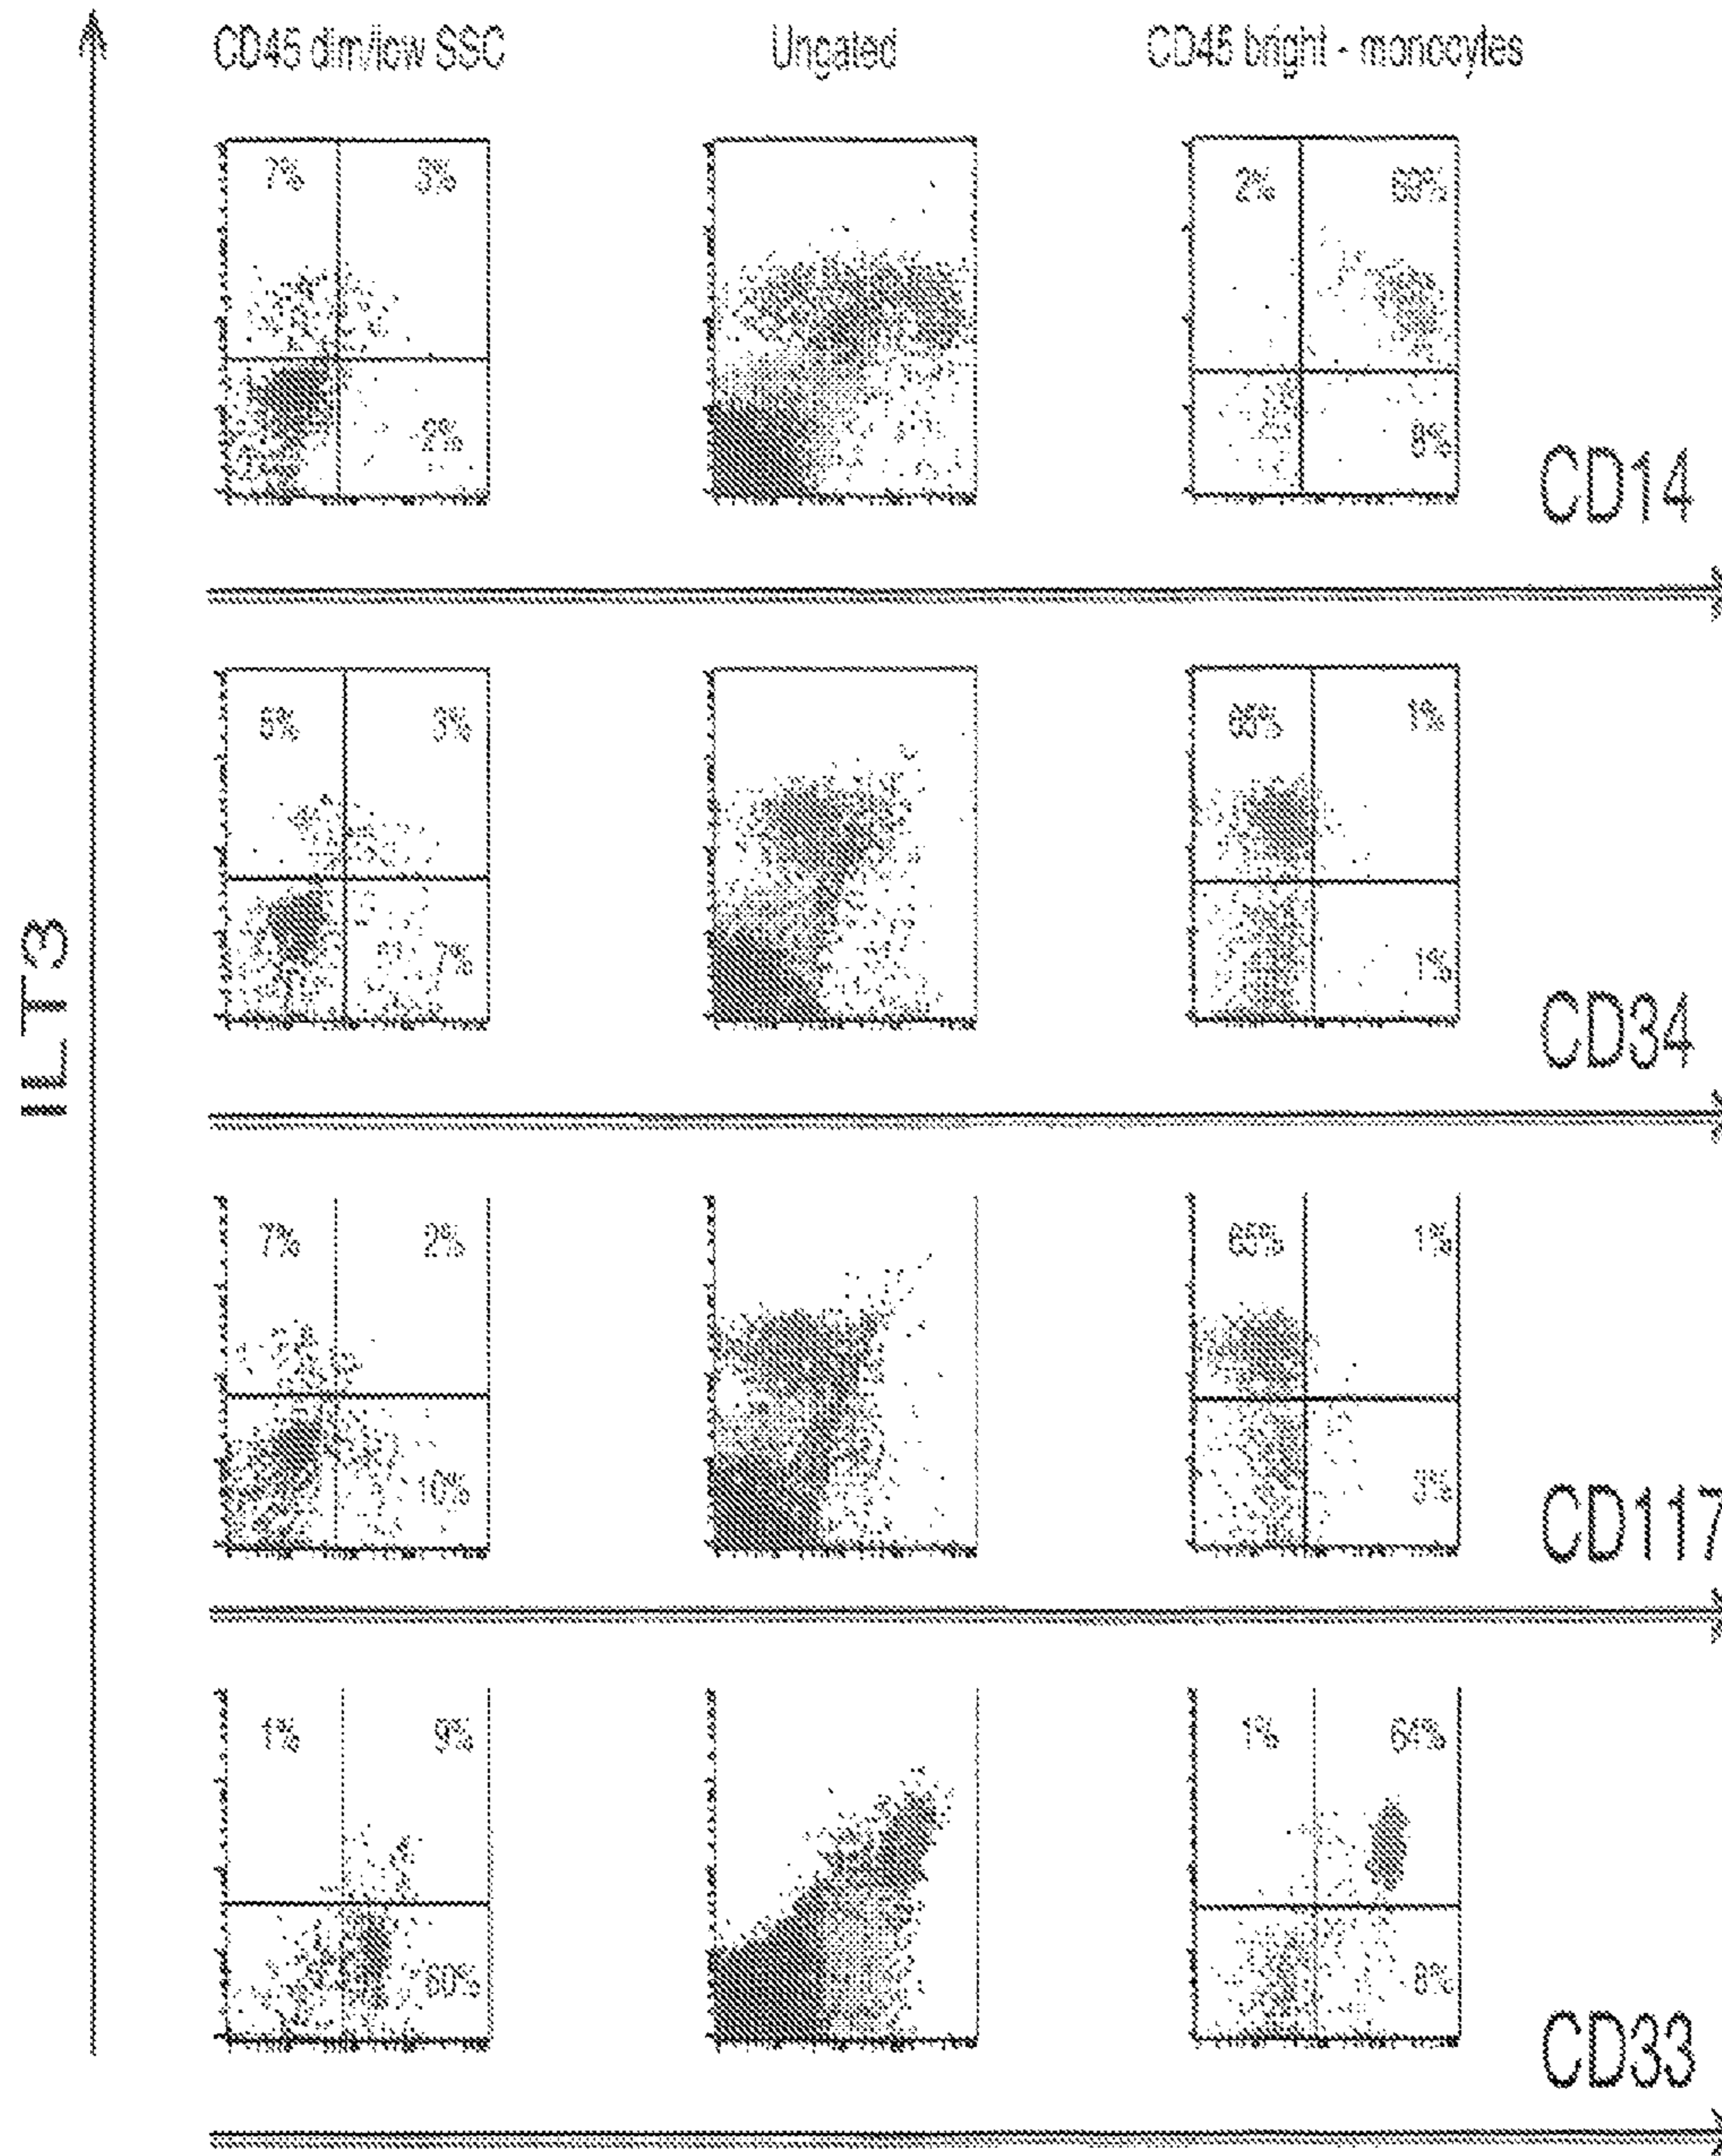 CD45 dim/low SSC Ungated CD45 bright - monocytes
7% 3% 2%
2% 8%
CD14
3% 1%
7% 1%
CD34
ILT3
7% 2% 65% 1%
10% 3%
CD117
1% 9% 1% 64%
60% 8%
CD33